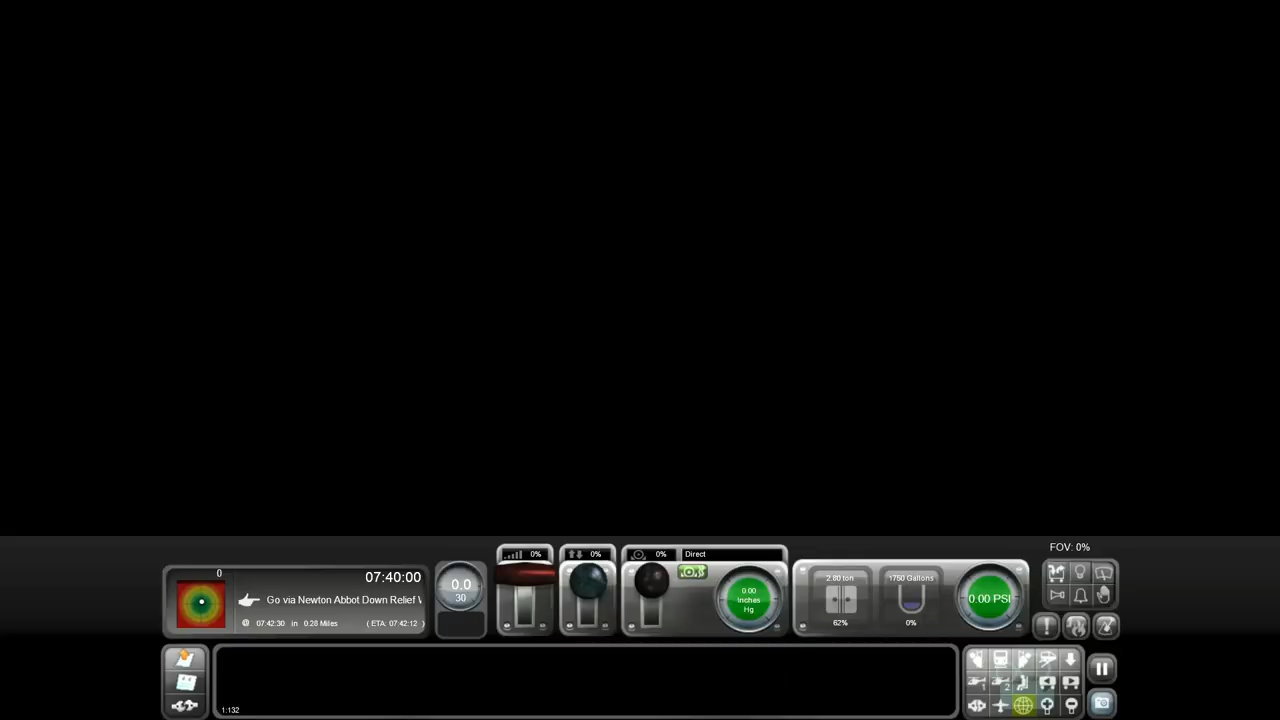 FOV: 0%
0% 0% 0% Direct
0 07:40:00
Go via Newton Abbot Down Relief
@ 07:42:30 in 0.28 Miles ( ETA: 07:42:12 )
0.0
30
0.00
Inches
Hg
2.80 ton
62%
1750 Gallons
0%
0.00 PSI
1
2
1:132